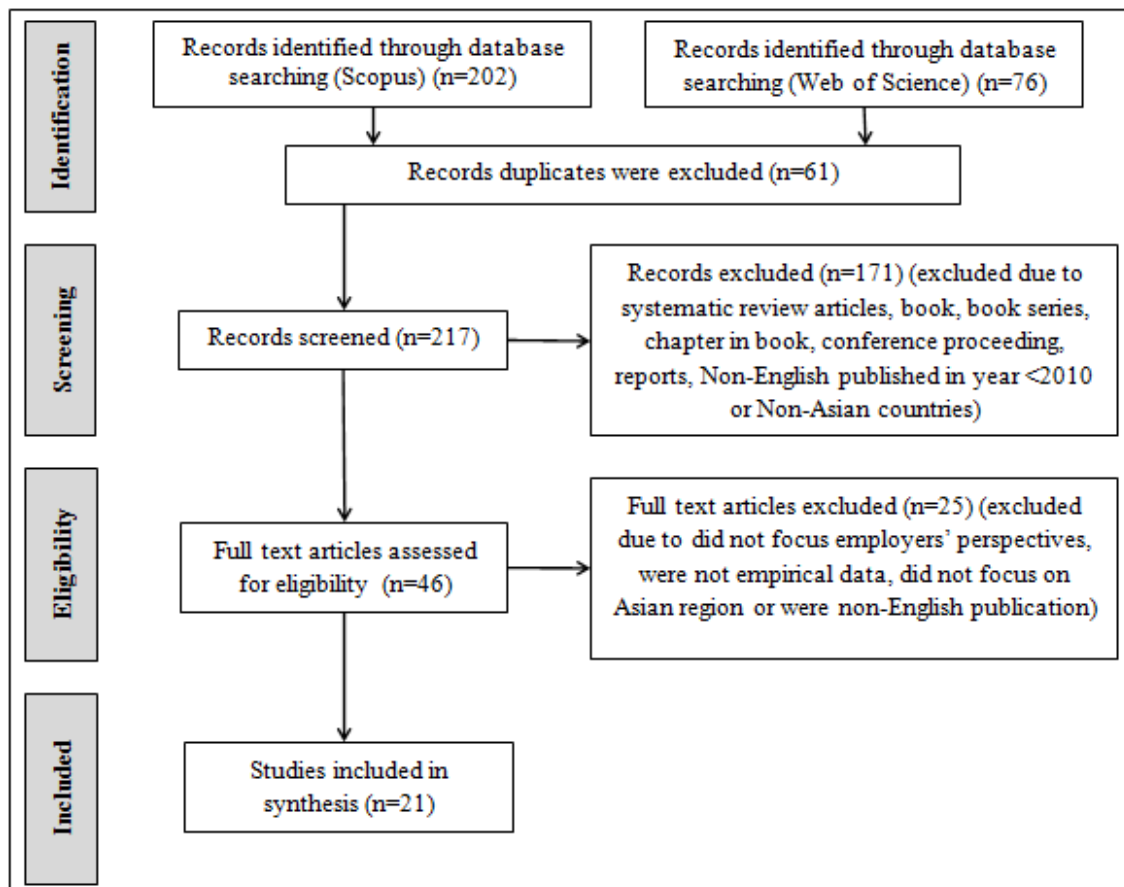 Identification
Records identified through database
searching (Scopus) (n=202)
Records identified through database
searching (Web of Science) (n=76)
Records duplicates were excluded (n=61)
Screening
Records screened (n=217)
Records excluded (n=171) (excluded due to
systematic review articles, book, book series,
chapter in book, conference proceeding,
reports, Non-English published in year <2010
or Non-Asian countries)
Eligibility
Full text articles assessed
for eligibility (n=46)
Full text articles excluded (n=25) (excluded
due to did not focus employers’ perspectives,
were not empirical data, did not focus on
Asian region or were non-English publication)
Included
Studies included in
synthesis (n=21)